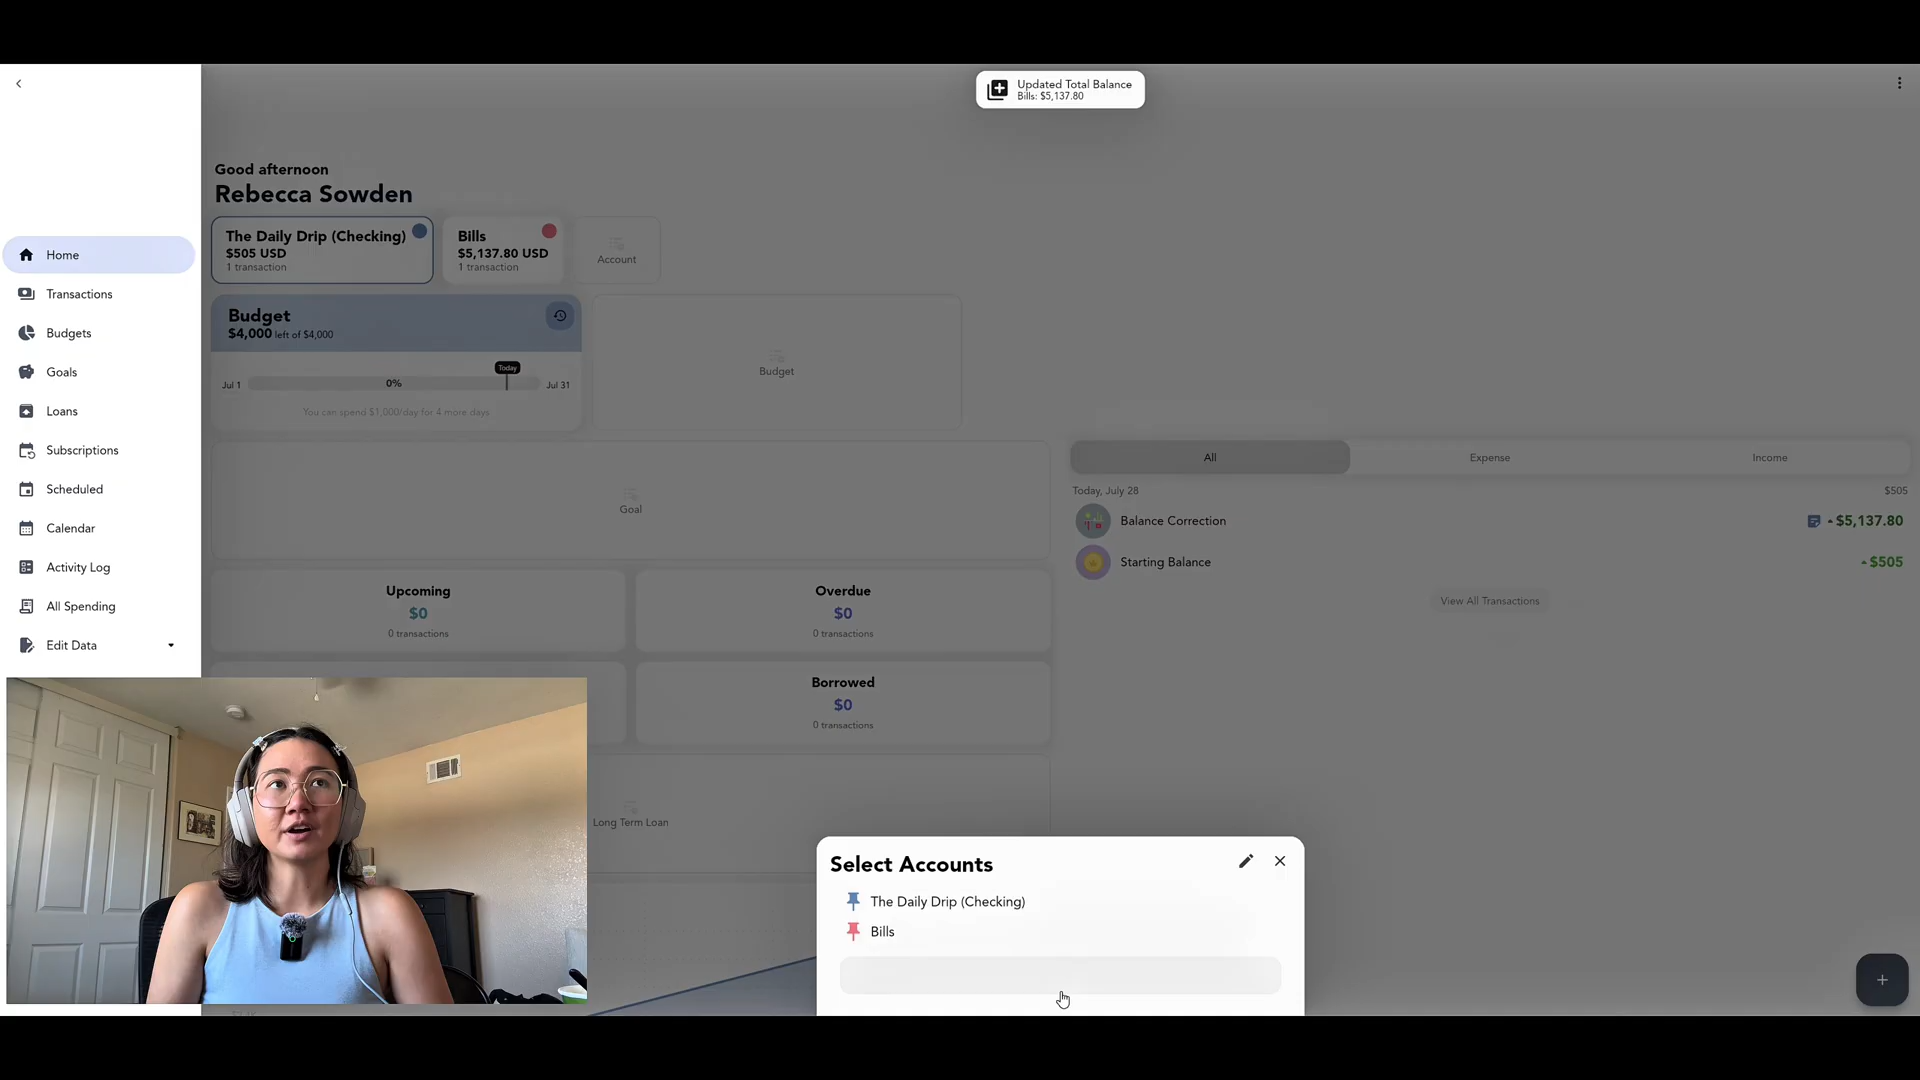 Updated Total Balance
Bills: $5,137.80
Good afternoon
Rebecca Sowden
The Daily Drip (Checking)
$505 USD
1 transaction
Bills
$5,137.80 USD
1 transaction
Account
Home
Transactions
Budgets
Goals
Loans
Subscriptions
Scheduled
Calendar
Activity Log
All Spending
Edit Data
Budget
$4,000 left of $4,000
Today
Jul 1
0%
Jul 31
You can spend $1,000/day for 4 more days
Budget
Goal
Upcoming
$0
0 transactions
Overdue
$0
0 transactions
Borrowed
$0
0 transactions
Long Term Loan
All
Expense
Income
Today, July 28
$505
Balance Correction
$5,137.80
Starting Balance
$505
View All Transactions
Select Accounts
The Daily Drip (Checking)
Bills